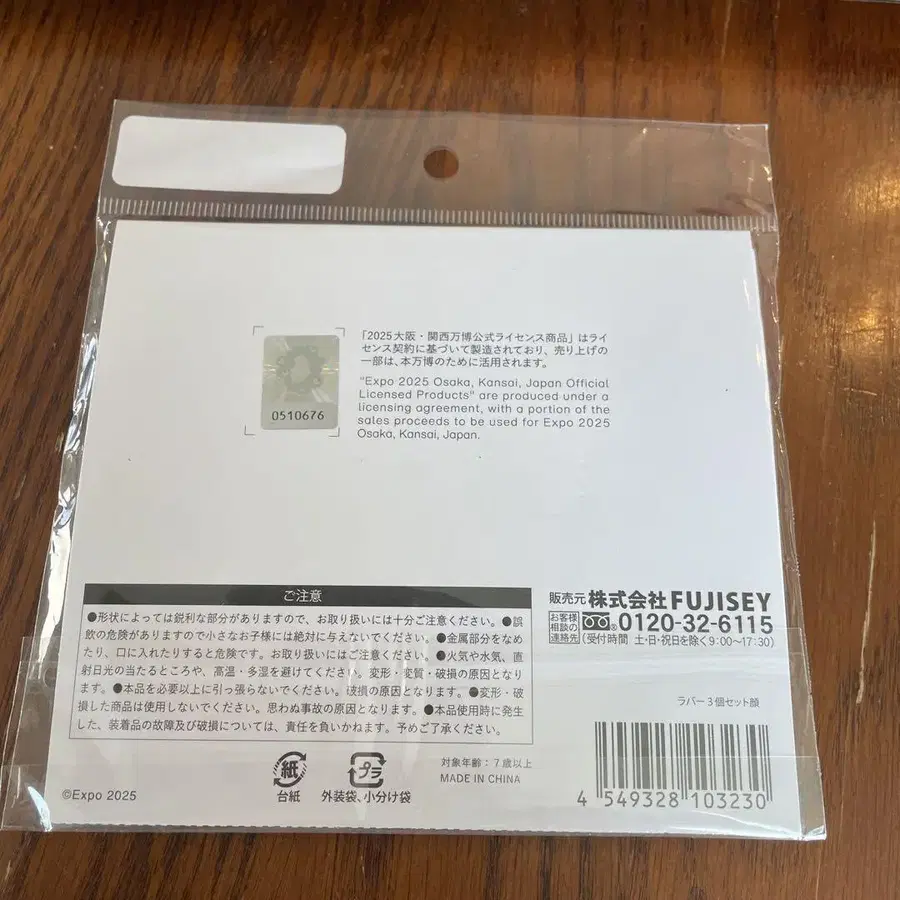 「2025大阪・関西万博公式ライセンス商品」はライ
センス契約に基づいて製造されており、売り上げの
一部は、本万博のために活用されます。
"Expo 2025 Osaka, Kansai, Japan Official
Licensed Products" are produced under a
licensing agreement, with a portion of the
sales proceeds to be used for Expo 2025
Osaka, Kansai, Japan.
0510676
ご注意
●形状によっては鋭利な部分がありますので、お取り扱いには十分ご注意ください。●誤
飲の危険がありますので小さなお子様には絶対に与えないでください。●金属部分をなめ
たり、口に入れたりすると危険です。お取り扱いにはご注意ください。●火気や水気、直
射日光の当たるところや、高温・多湿を避けてください。変形・変質・破損の原因となり
ます。●本品を必要以上に引っ張らないでください。破損の原因となります。●変形・破
損した商品は使用しないでください。思わぬ事故の原因となります。●本品使用時に発生
した、装着品の故障及び破損については、責任を負いかねます。予めご了承ください。
販売元 株式会社FUJISEY
お客様相談の連絡先 0120-32-6115
(受付時間 土・日・祝日を除く9:00〜17:30)
ラバー3個セット顔
紙
台紙
プラ
外装袋、小分け袋
対象年齢:7歳以上
MADE IN CHINA
©Expo 2025
4 549328 103230